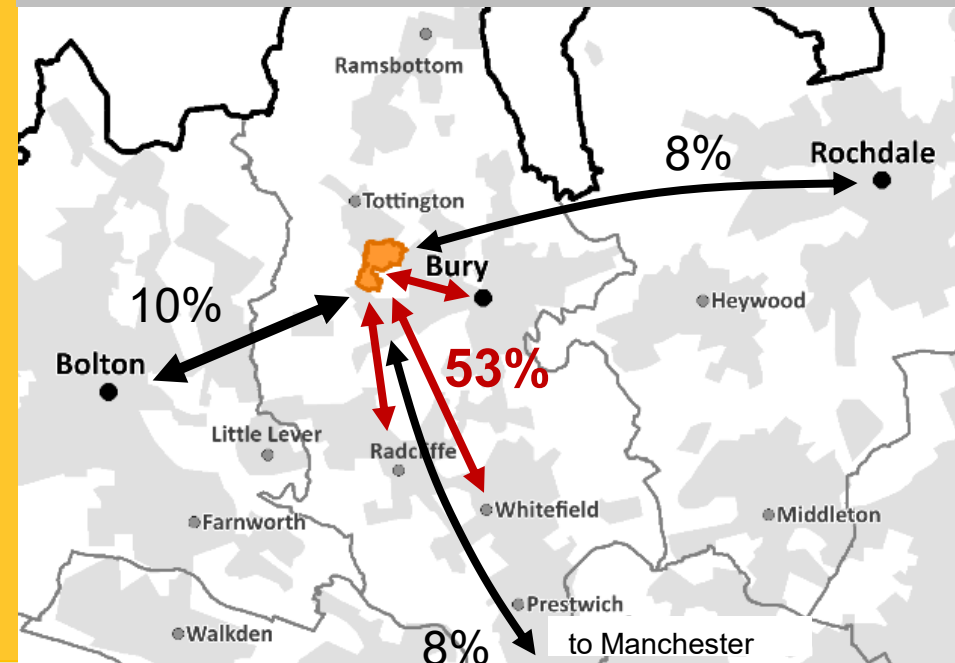 Ramsbottom
8%
Rochdale
Tottington
Bury
10%
Heywood
Bolton
53%
Little Lever
Radcliffe
Whitefield
Farnworth
Middleton
Prestwich
Walkden
8%
to Manchester